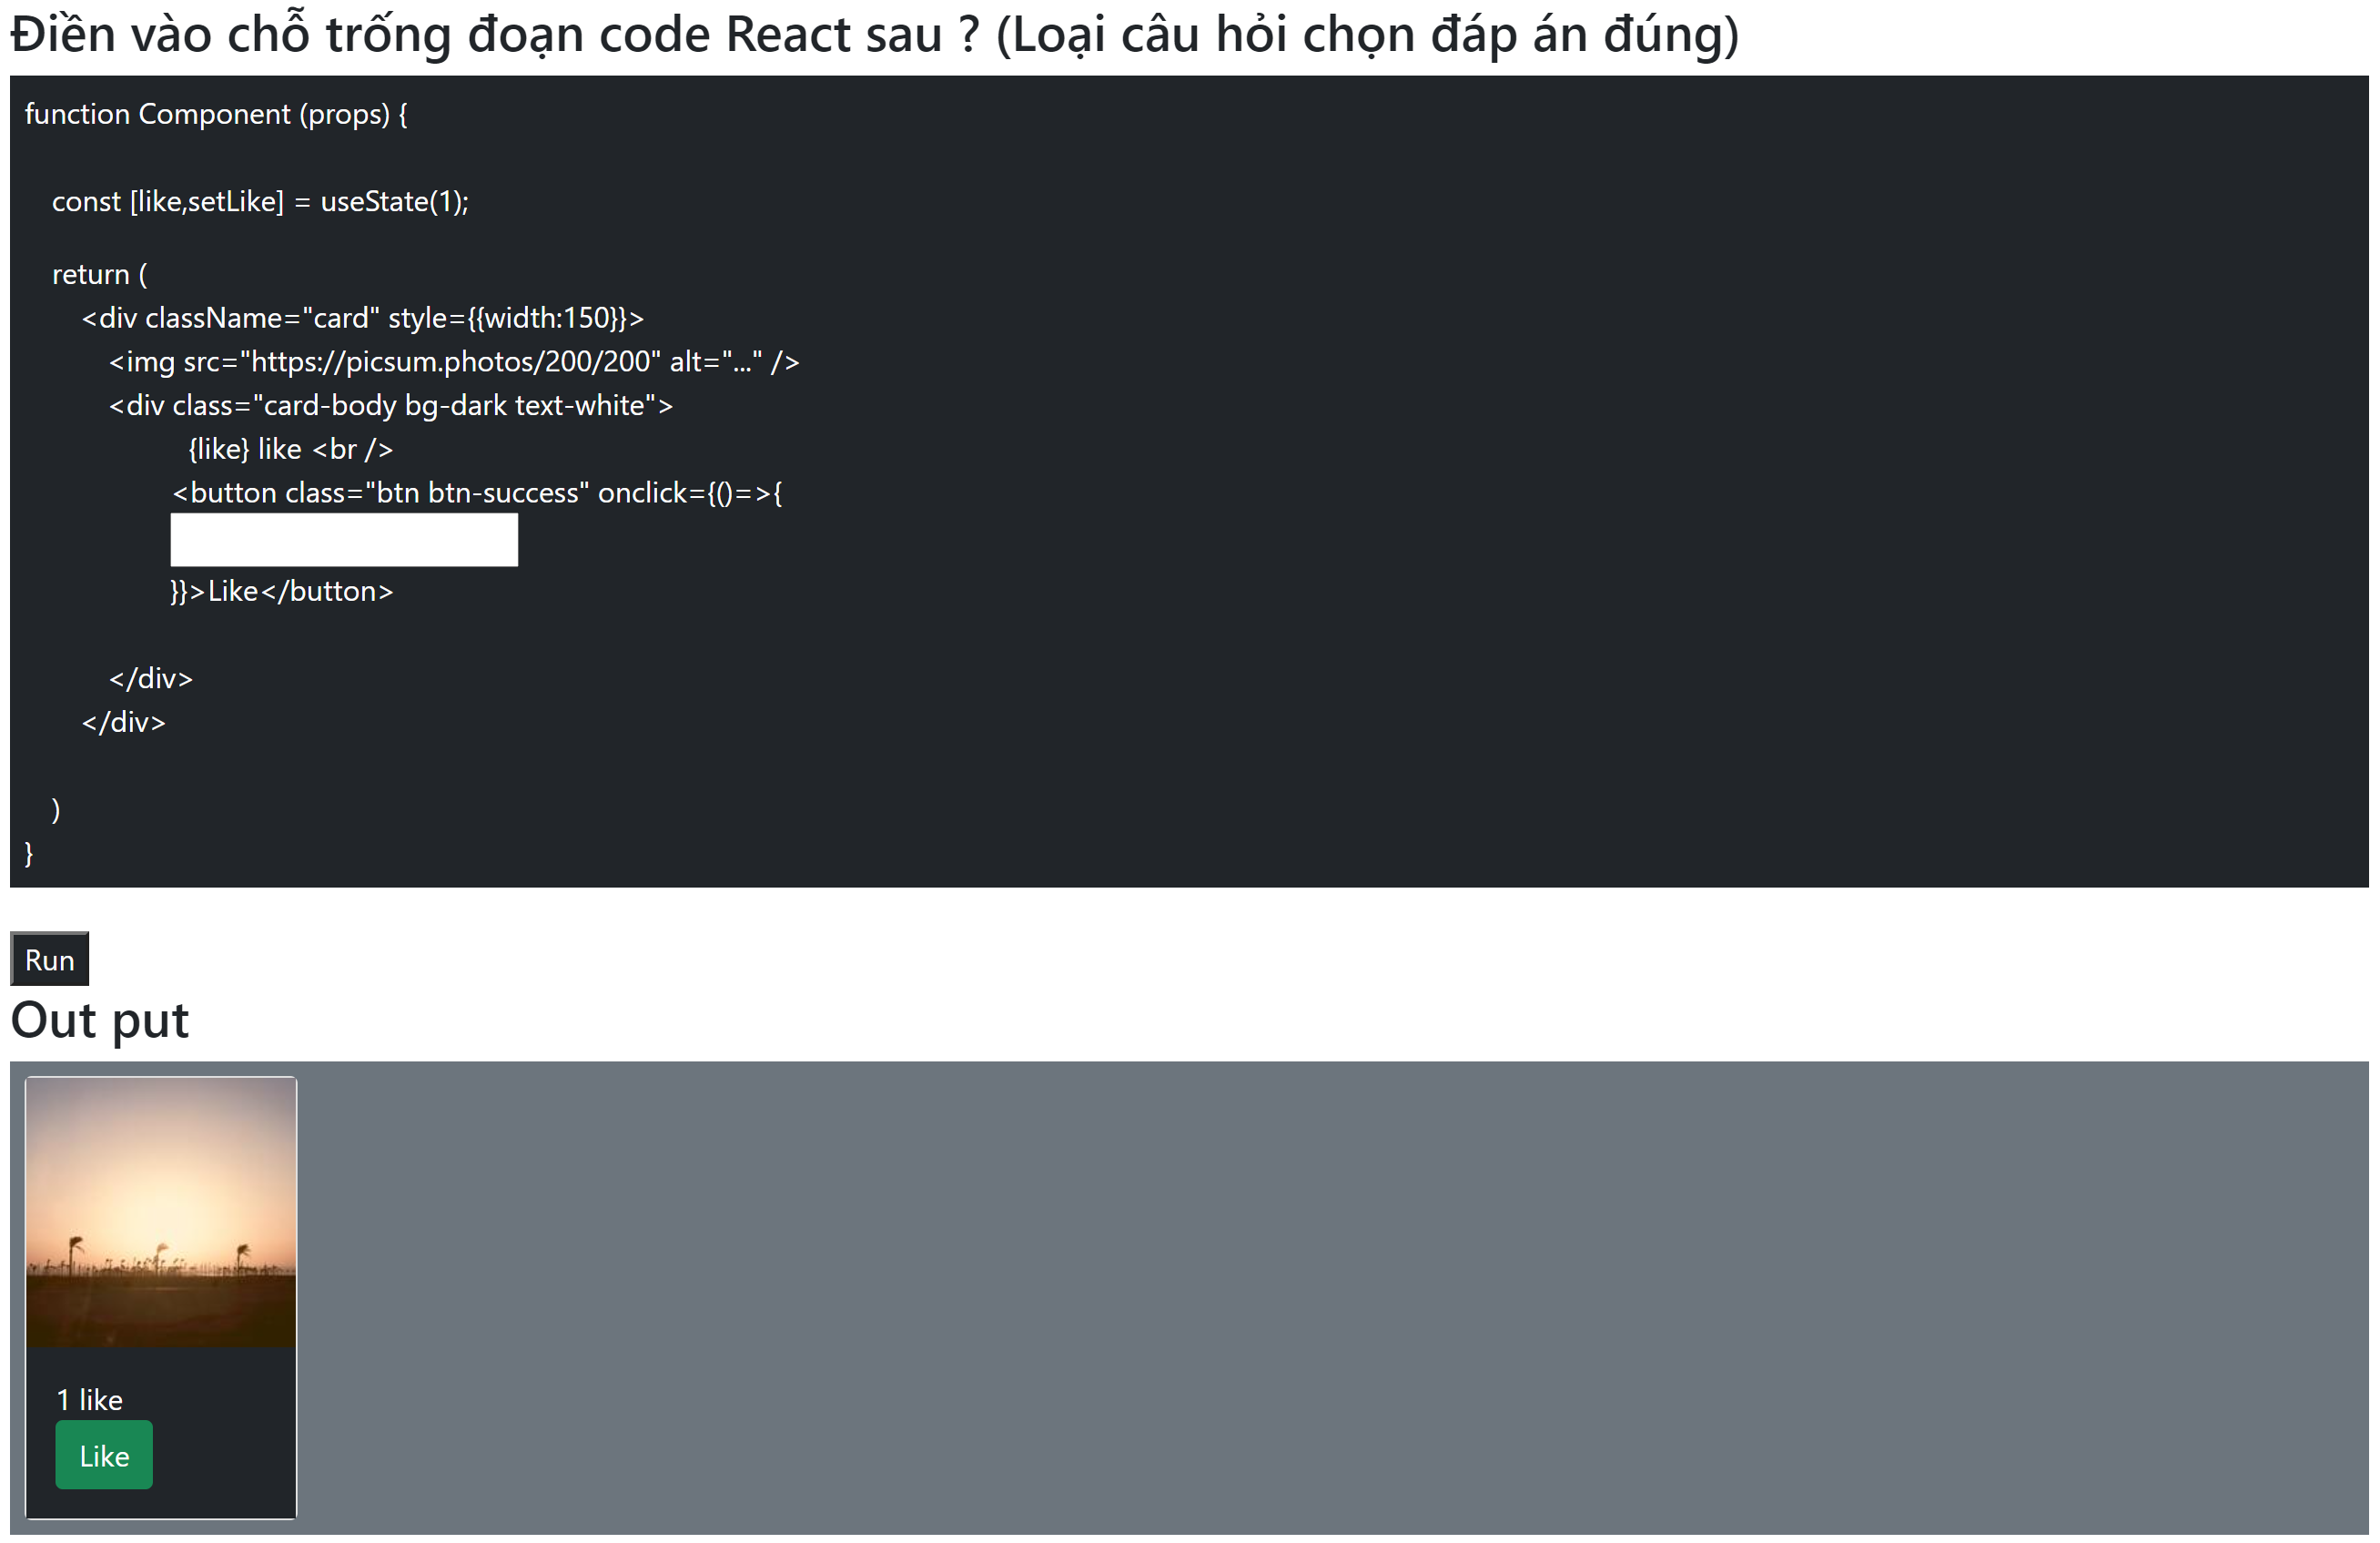 Điền vào chỗ trống đoạn code React sau ? (Loại câu hỏi chọn đáp án đúng)
function Component (props) {
const [like,setLike] = useState(1);
return (
<div className="card" style={{width:150}}>
<img src="https://picsum.photos/200/200" alt="..." />
<div class="card-body bg-dark text-white">
{like} like <br />
<button class="btn btn-success" onclick={()=>{
}}>Like</button>
</div>
</div>
)
}
Run
Out put
1 like
Like